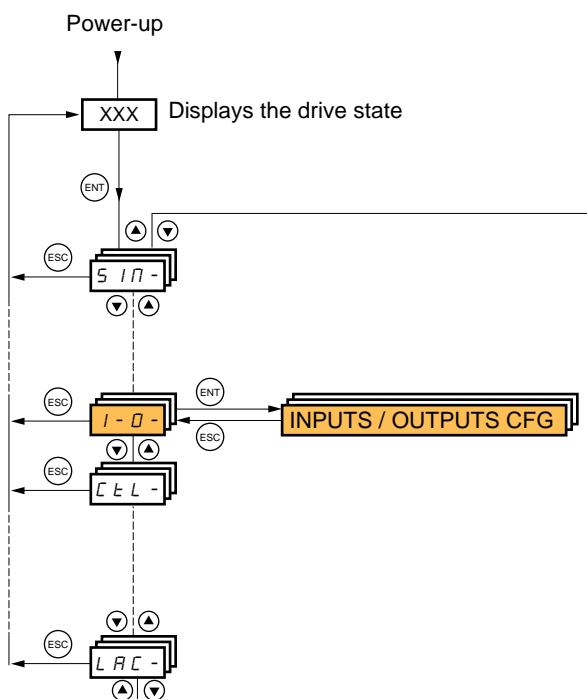 Power-up
XXX
Displays the drive state
ENT
ESC
SIM-
ESC
I-O-
ENT
INPUTS / OUTPUTS CFG
ESC
ESC
CtL-
ESC
LAC-